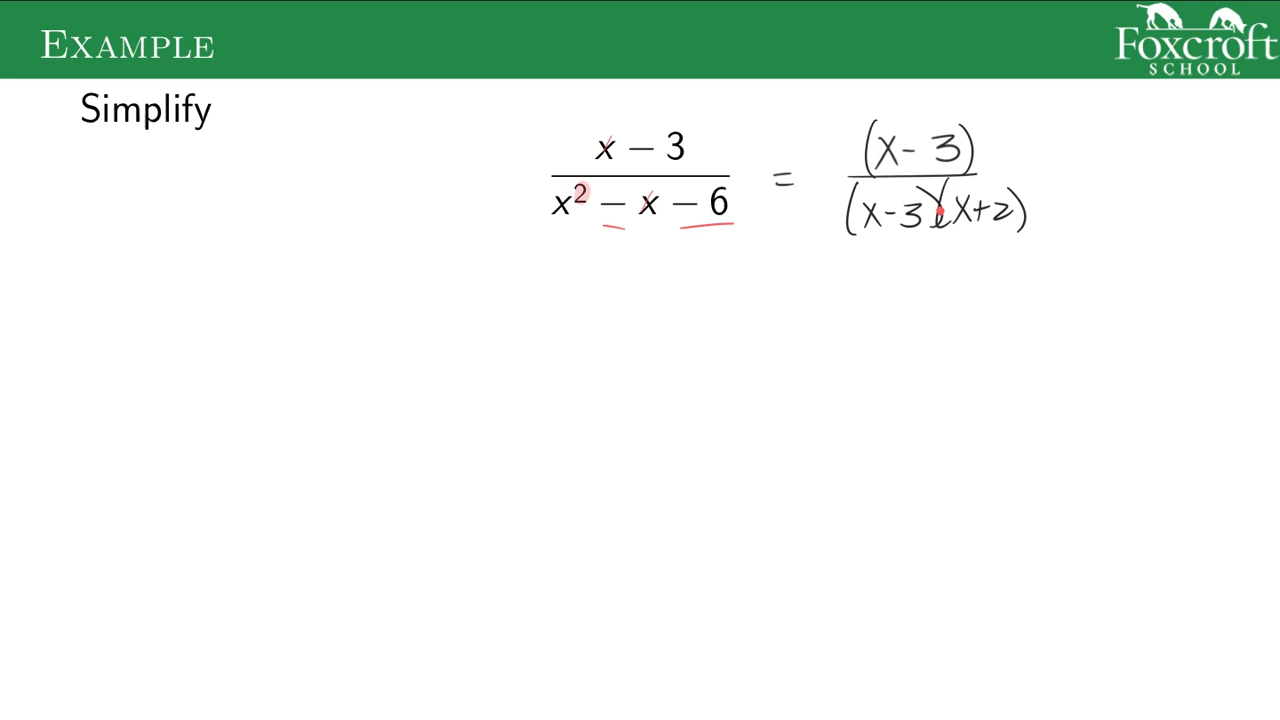 EXAMPLE
Foxcroft
SCHOOL
Simplify
x − 3 (x - 3)
x² − x − 6 = (x-3)(x+2)